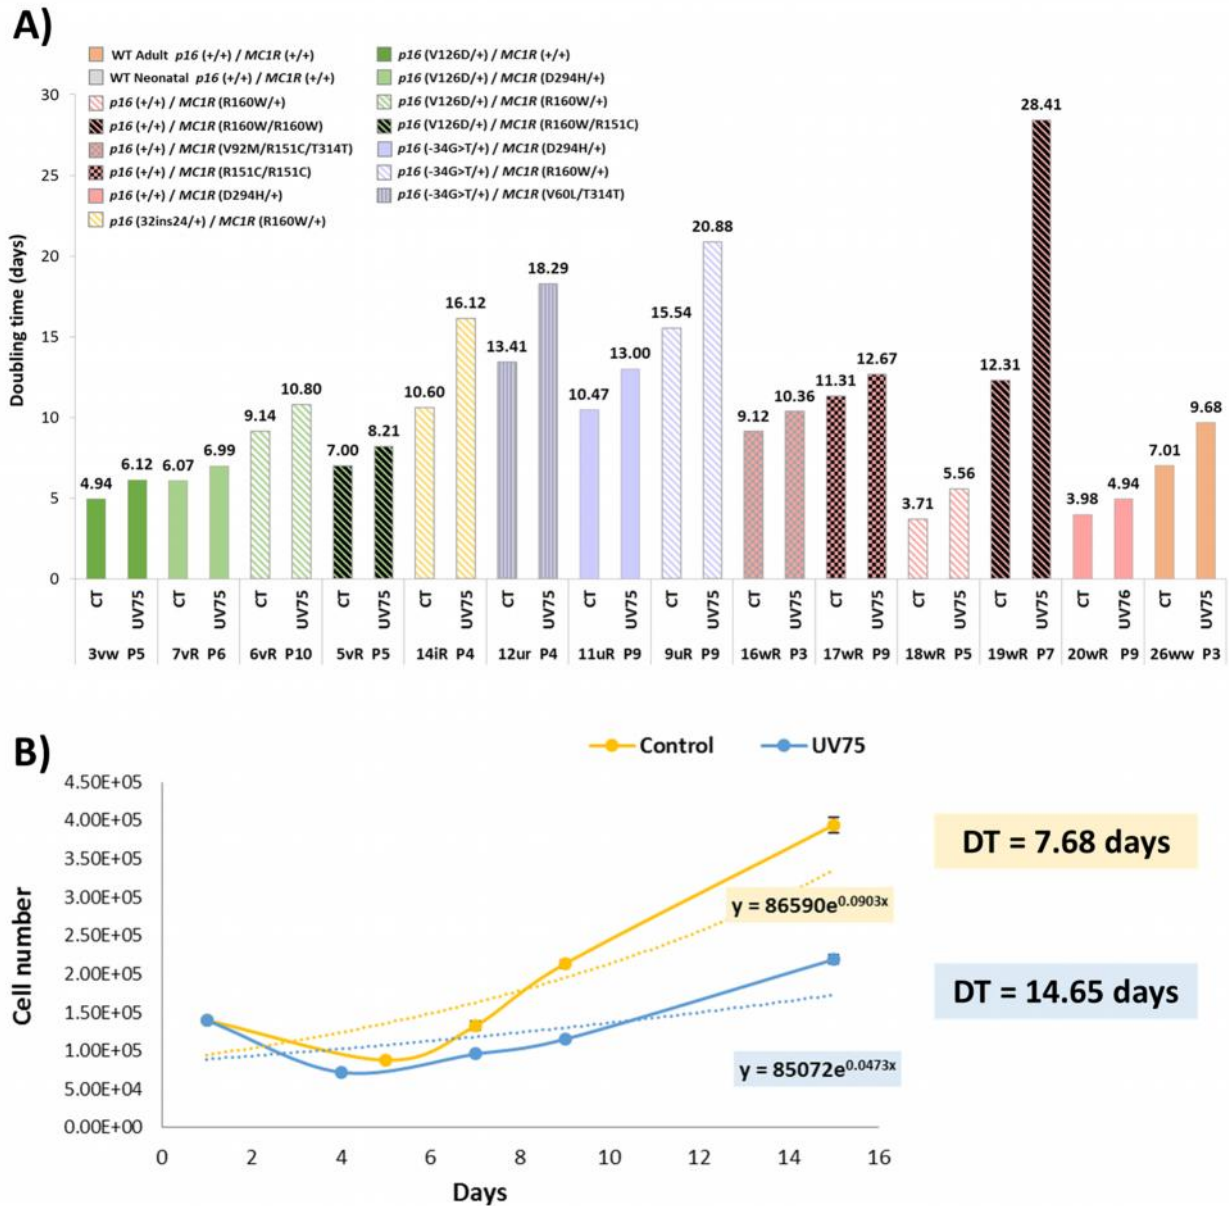 A)
WT Adult p16 (+/+) / MC1R (+/+)
WT Neonatal p16 (+/+) / MC1R (+/+)
p16 (+/+) / MC1R (R160W/+)
p16 (+/+) / MC1R (R160W/R160W)
p16 (+/+) / MC1R (V92M/R151C/T314T)
p16 (+/+) / MC1R (R151C/R151C)
p16 (+/+) / MC1R (D294H/+)
p16 (32ins24/+) / MC1R (R160W/+)
p16 (V126D/+) / MC1R (+/+)
p16 (V126D/+) / MC1R (D294H/+)
p16 (V126D/+) / MC1R (R160W/+)
p16 (V126D/+) / MC1R (R160W/R151C)
p16 (-34G>T/+) / MC1R (D294H/+)
p16 (-34G>T/+) / MC1R (R160W/+)
p16 (-34G>T/+) / MC1R (V60L/T314T)
Doubling time (days)
30
25
20
15
10
5
0
4.94 6.12 6.07 6.99 9.14 10.80 7.00 8.21 10.60 16.12 13.41 18.29 10.47 13.00 15.54 20.88 9.12 10.36 11.31 12.67 3.71 5.56 12.31 28.41 3.98 4.94 7.01 9.68
CT UV75 CT UV75 CT UV75 CT UV75 CT UV75 CT UV75 CT UV75 CT UV75 CT UV75 CT UV75 CT UV75 CT UV75 CT UV76 CT UV75
3vw P5 7vR P6 6vR P10 5vR P5 14iR P4 12ur P4 11uR P9 9uR P9 16wR P3 17wR P9 18wR P5 19wR P7 20wR P9 26ww P3
B)
Control UV75
Cell number
4.50E+05
4.00E+05
3.50E+05
3.00E+05
2.50E+05
2.00E+05
1.50E+05
1.00E+05
5.00E+04
0.00E+00
y = 86590e0.0903x
y = 85072e0.0473x
0 2 4 6 8 10 12 14 16
Days
DT = 7.68 days
DT = 14.65 days